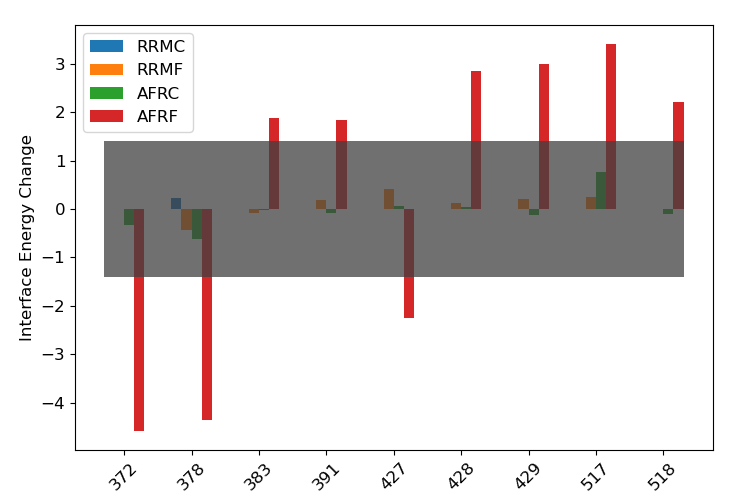 RRMC
RRMF
AFRC
AFRF
Interface Energy Change
3
2
1
0
−1
−2
−3
−4
372 378 383 391 427 428 429 517 518